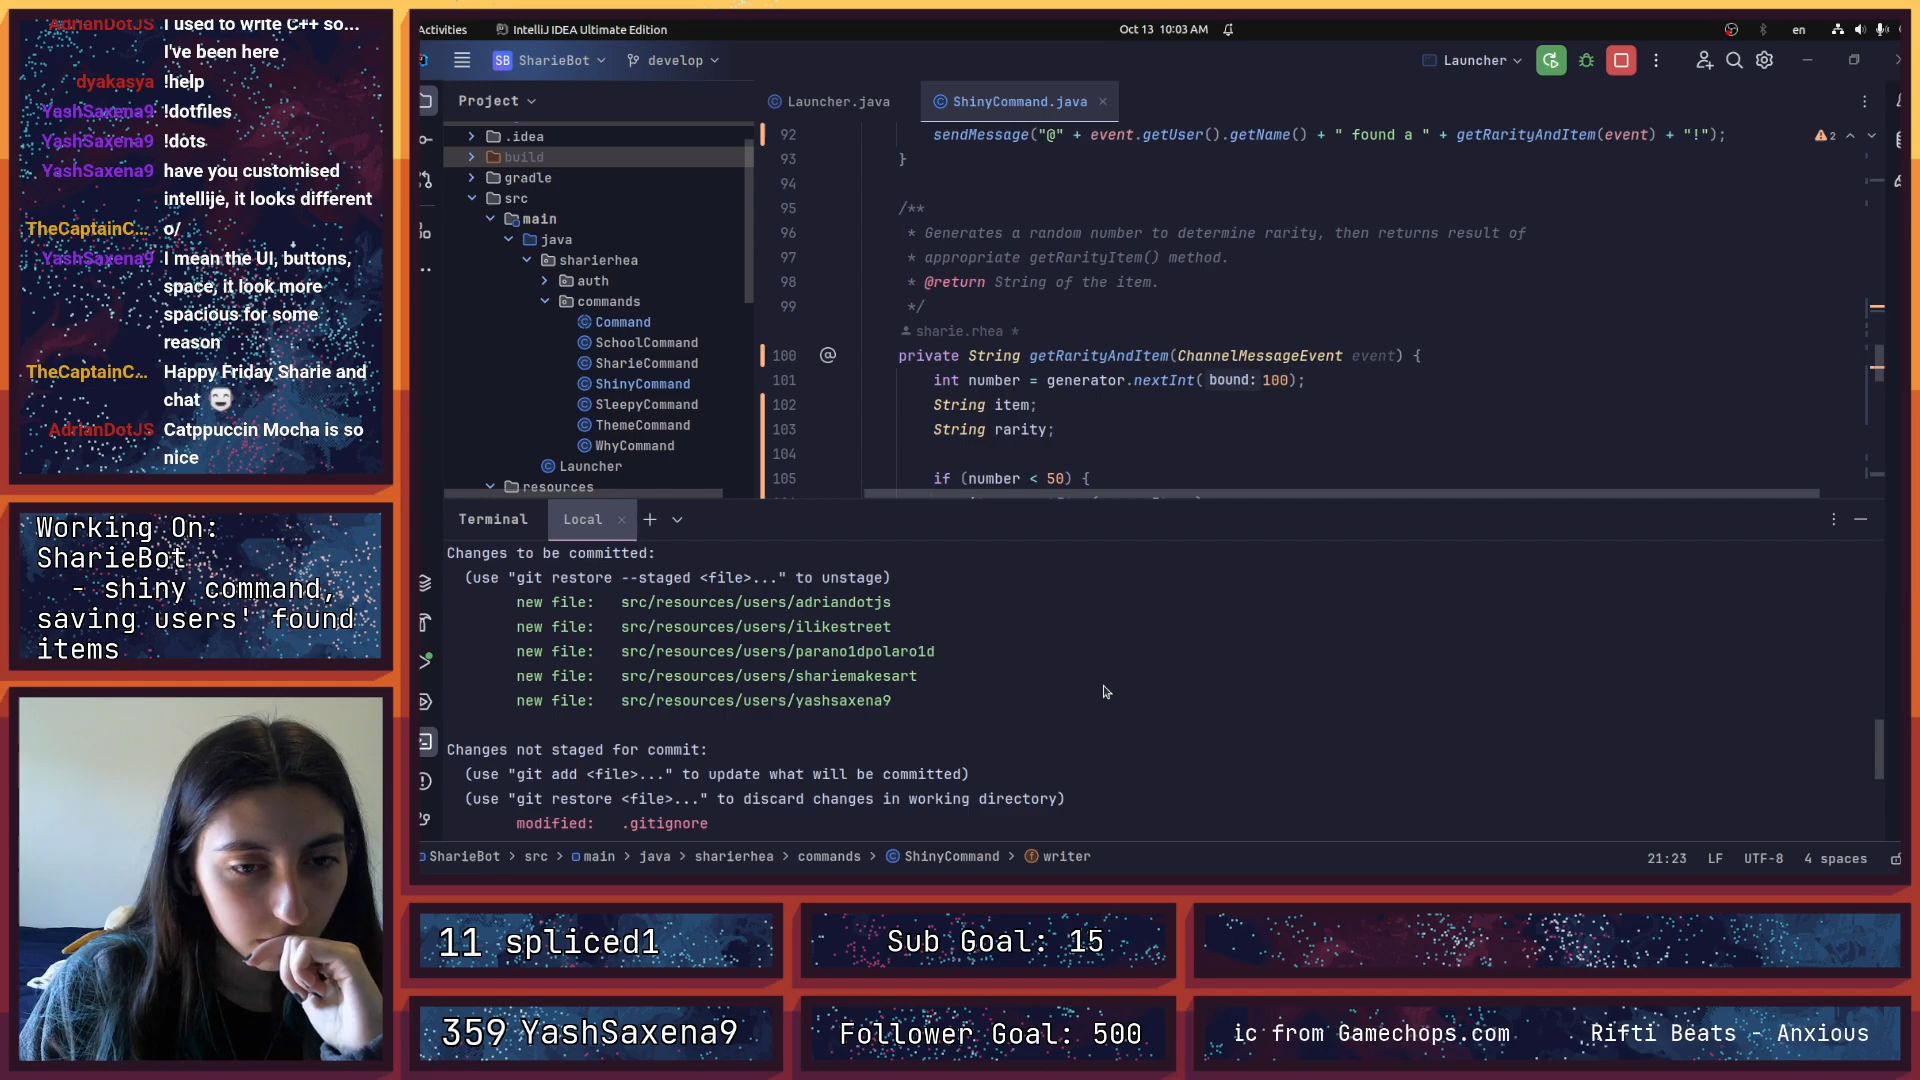 AdrianDotJS I used to write C++ so...
I've been here
dyakasya !help
YashSaxena9 !dotfiles
YashSaxena9 !dots
YashSaxena9 have you customised
intellije, it looks different
TheCaptainC... o/
YashSaxena9 I mean the UI, buttons,
space, it look more
spacious for some
reason
TheCaptainC... Happy Friday Sharie and
chat
AdrianDotJS Catppuccin Mocha is so
nice
Working On:
SharieBot
- shiny command,
saving users' found
items
Activities IntelliJ IDEA Ultimate Edition Oct 13 10:03 AM en
SB SharieBot develop Launcher
Project
.idea
build
gradle
src
main
java
sharierhea
auth
commands
Command
SchoolCommand
SharieCommand
ShinyCommand
SleepyCommand
ThemeCommand
WhyCommand
Launcher
resources
Launcher.java ShinyCommand.java
92 sendMessage("@" + event.getUser().getName() + " found a " + getRarityAndItem(event) + "!"); 2
93 }
94
95 /**
96 * Generates a random number to determine rarity, then returns result of
97 * appropriate getRarityItem() method.
98 * @return String of the item.
99 */
sharie.rhea *
100 @ private String getRarityAndItem(ChannelMessageEvent event) {
101 int number = generator.nextInt( bound: 100);
102 String item;
103 String rarity;
104
105 if (number < 50) {
Terminal Local
Changes to be committed:
(use "git restore --staged <file>..." to unstage)
new file: src/resources/users/adriandotjs
new file: src/resources/users/ilikestreet
new file: src/resources/users/parano1dpolaro1d
new file: src/resources/users/shariemakesart
new file: src/resources/users/yashsaxena9
Changes not staged for commit:
(use "git add <file>..." to update what will be committed)
(use "git restore <file>..." to discard changes in working directory)
modified: .gitignore
SharieBot > src > main > java > sharierhea > commands > ShinyCommand > writer 21:23 LF UTF-8 4 spaces
11 spliced1
Sub Goal: 15
359 YashSaxena9
Follower Goal: 500
ic from Gamechops.com Rifti Beats - Anxious